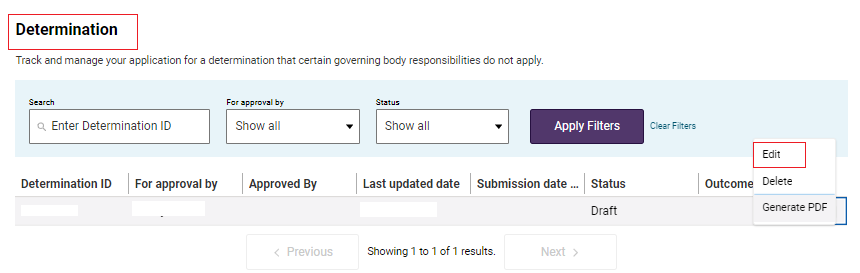 Determination
Track and manage your application for a determination that certain governing body responsibilities do not apply.
Search
For approval by
Status
Enter Determination ID
Show all
Show all
Apply Filters
Clear Filters
Edit
Delete
Generate PDF
Determination ID
For approval by
Approved By
Last updated date
Submission date ...
Status
Outcome
Draft
Previous
Showing 1 to 1 of 1 results.
Next